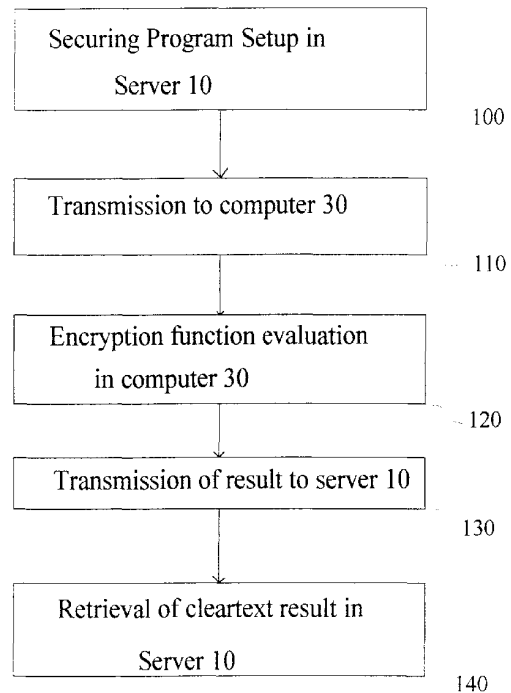 Securing Program Setup in
Server 10
100
Transmission to computer 30
110
Encryption function evaluation
in computer 30
120
Transmission of result to server 10
130
Retrieval of cleartext result in
Server 10
140